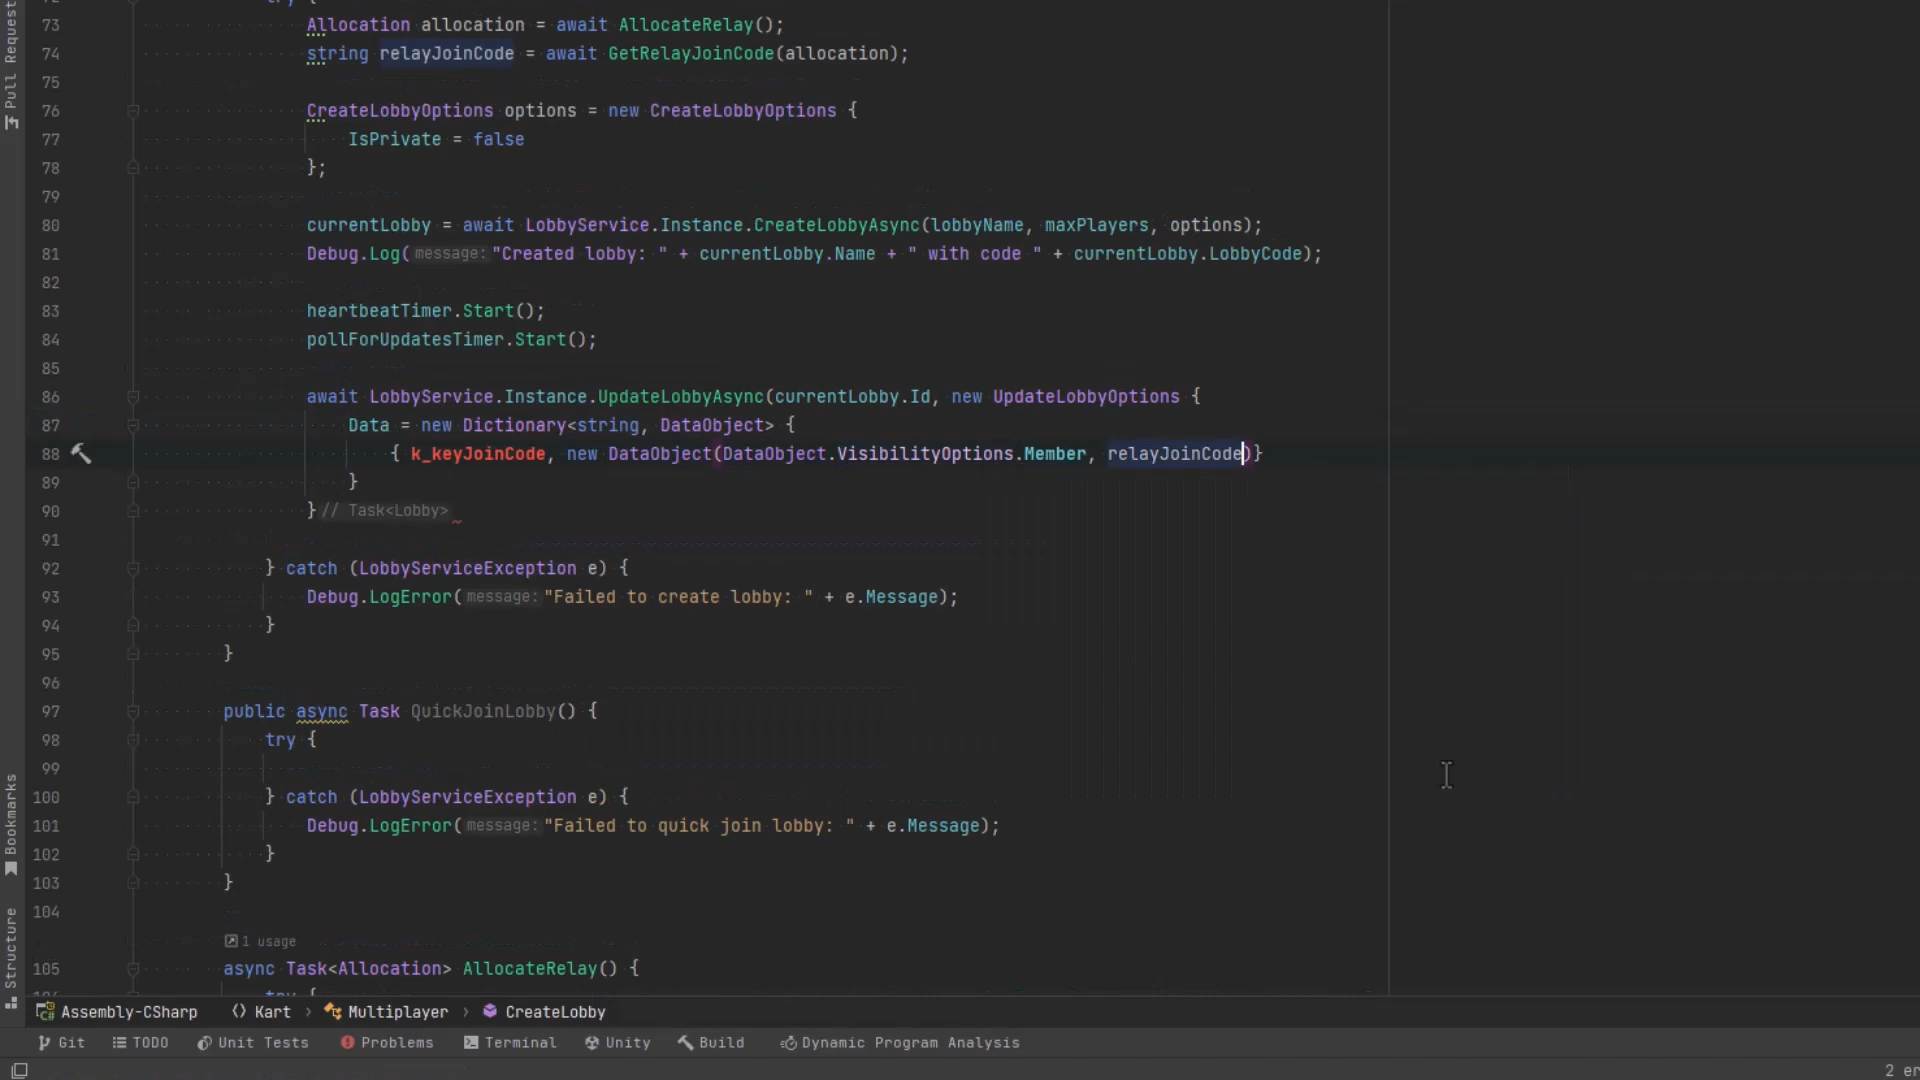 Pull Request
72 try {
73 Allocation allocation = await AllocateRelay();
74 string relayJoinCode = await GetRelayJoinCode(allocation);
75
76 CreateLobbyOptions options = new CreateLobbyOptions {
77 IsPrivate = false
78 };
79
80 currentLobby = await LobbyService.Instance.CreateLobbyAsync(lobbyName, maxPlayers, options);
81 Debug.Log( message: "Created lobby: " + currentLobby.Name + " with code " + currentLobby.LobbyCode);
82
83 heartbeatTimer.Start();
84 pollForUpdatesTimer.Start();
85
86 await LobbyService.Instance.UpdateLobbyAsync(currentLobby.Id, new UpdateLobbyOptions {
87 Data = new Dictionary<string, DataObject> {
88 { k_keyJoinCode, new DataObject(DataObject.VisibilityOptions.Member, relayJoinCode)}
89 }
90 } // Task<Lobby>
91
92 } catch (LobbyServiceException e) {
93 Debug.LogError( message: "Failed to create lobby: " + e.Message);
94 }
95 }
96
97 public async Task QuickJoinLobby() {
98 try {
99
100 } catch (LobbyServiceException e) {
101 Debug.LogError( message: "Failed to quick join lobby: " + e.Message);
102 }
103 }
104
1 usage
105 async Task<Allocation> AllocateRelay() {
try {
Bookmarks
Structure
Assembly-CSharp Kart › Multiplayer › CreateLobby
Git TODO Unit Tests Problems Terminal Unity Build Dynamic Program Analysis
2 er